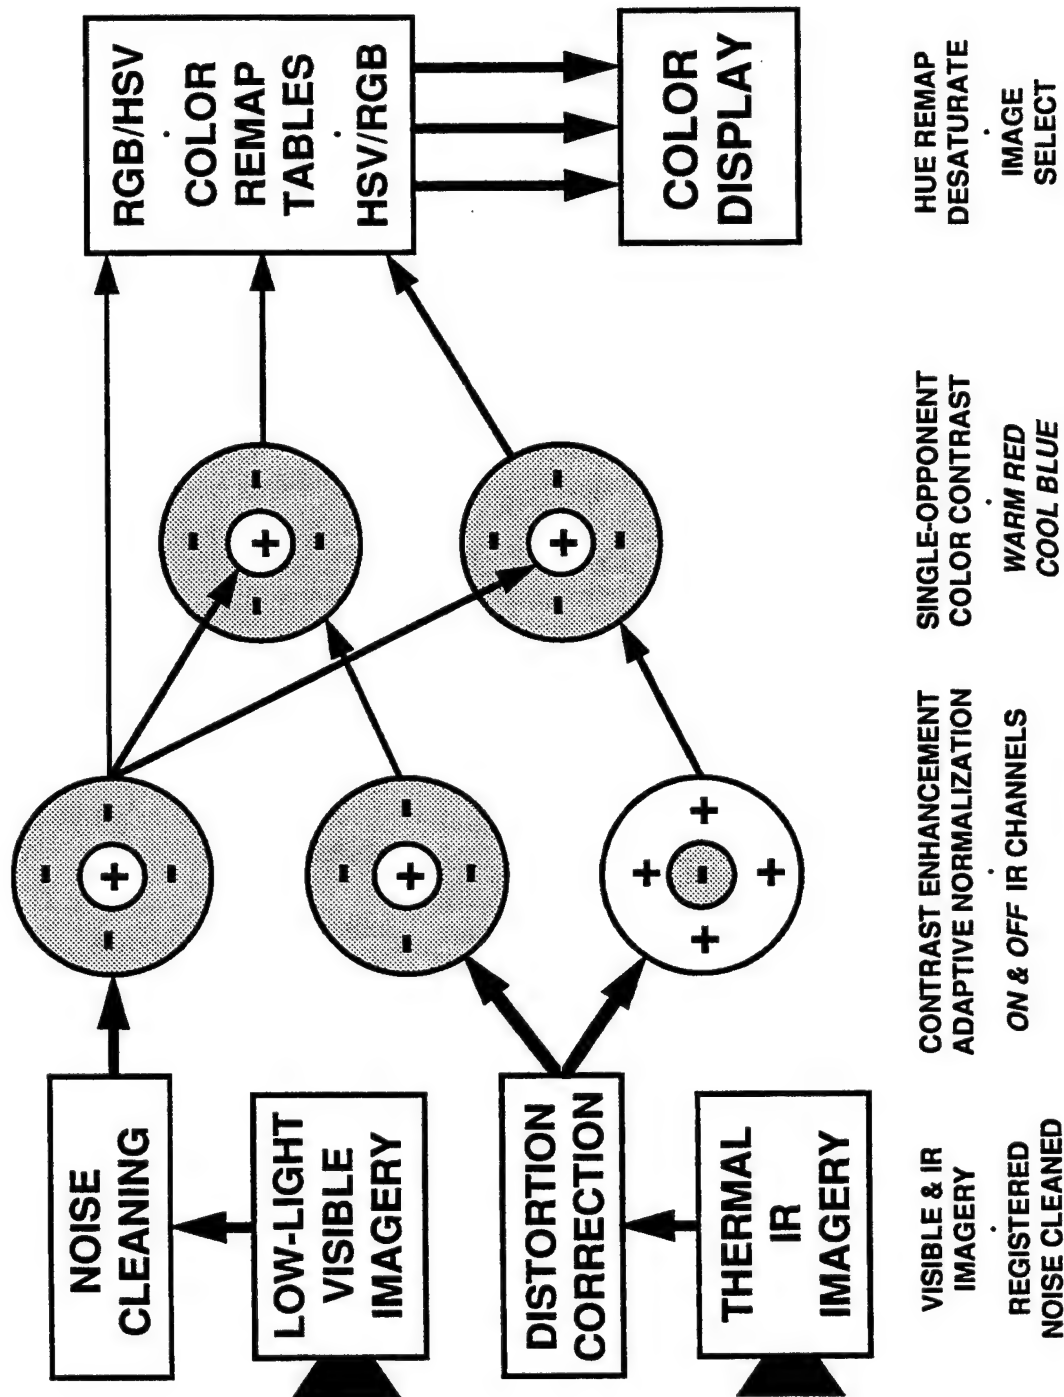 NOISE
CLEANING
LOW-LIGHT
VISIBLE
IMAGERY
DISTORTION
CORRECTION
THERMAL
IR
IMAGERY
+
-
-
-
-
+
-
-
-
-
-
+
+
+
+
+
-
-
-
-
+
-
-
-
-
RGB/HSV
·
COLOR
REMAP
TABLES
·
HSV/RGB
COLOR
DISPLAY
VISIBLE & IR
IMAGERY
·
REGISTERED
NOISE CLEANED
CONTRAST ENHANCEMENT
ADAPTIVE NORMALIZATION
·
ON & OFF IR CHANNELS
SINGLE-OPPONENT
COLOR CONTRAST
·
WARM RED
COOL BLUE
HUE REMAP
DESATURATE
·
IMAGE
SELECT